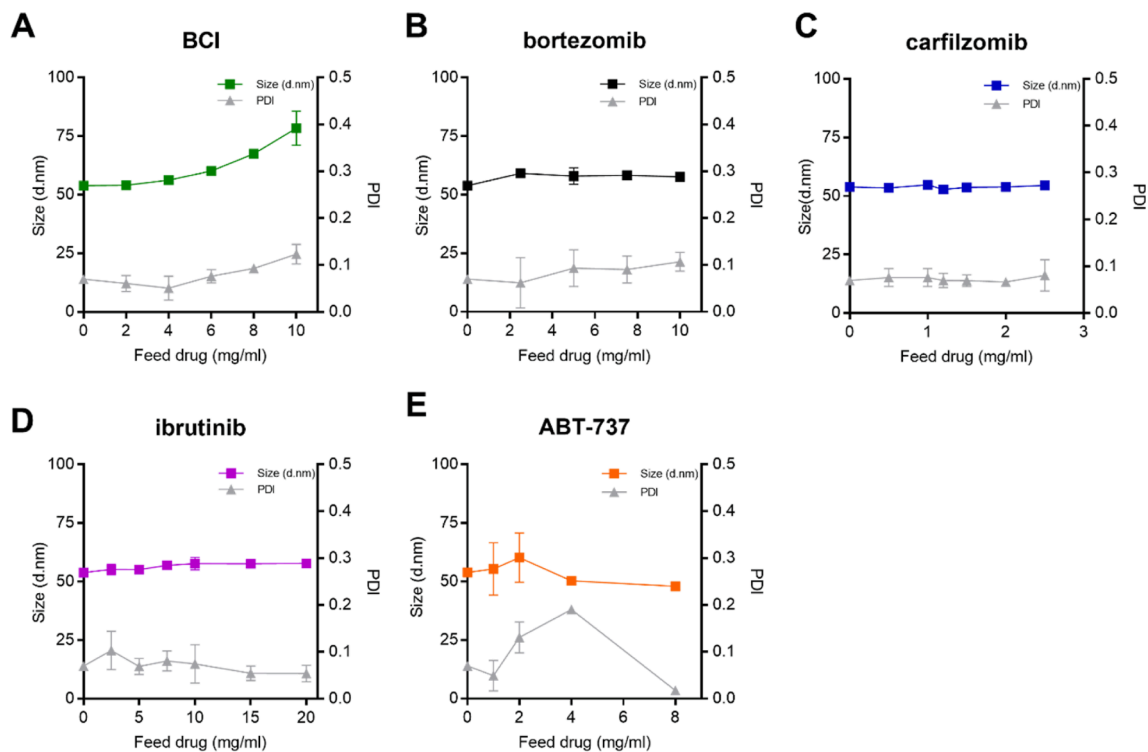 A
BCI
100
75
50
25
0
Size (d.nm)
0.5
0.4
0.3
0.2
0.1
0.0
PDI
Size (d.nm)
PDI
0 2 4 6 8 10
Feed drug (mg/ml)
B
bortezomib
100
75
50
25
0
Size (d.nm)
0.5
0.4
0.3
0.2
0.1
0.0
PDI
Size (d.nm)
PDI
0 2 4 6 8 10
Feed drug (mg/ml)
C
carfilzomib
100
75
50
25
0
Size(d.nm)
0.5
0.4
0.3
0.2
0.1
0.0
PDI
Size (d.nm)
PDI
0 1 2 3
Feed drug (mg/ml)
D
ibrutinib
100
75
50
25
0
Size (d.nm)
0.5
0.4
0.3
0.2
0.1
0.0
PDI
Size (d.nm)
PDI
0 5 10 15 20
Feed drug (mg/ml)
E
ABT-737
100
75
50
25
0
Size (d.nm)
0.5
0.4
0.3
0.2
0.1
0.0
PDI
Size (d.nm)
PDI
0 2 4 6 8
Feed drug (mg/ml)